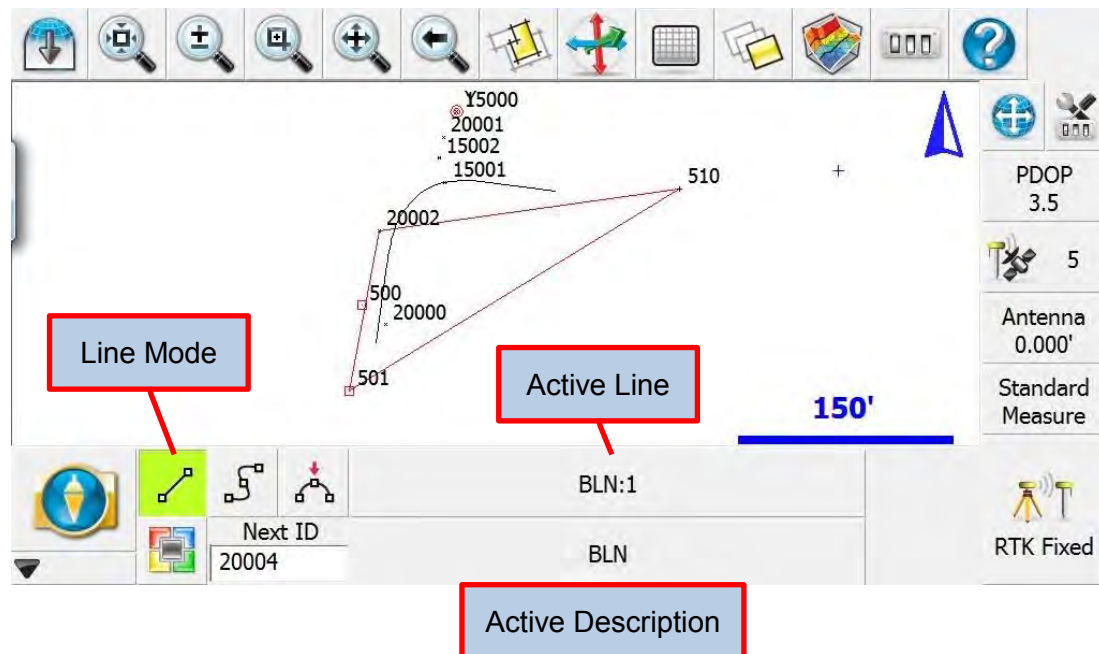 Y15000
20001
15002
15001
510
20002
500
20000
501
150'
PDOP
3.5
5
Antenna
0.000'
Standard
Measure
RTK Fixed
Line Mode
Active Line
BLN:1
Next ID
20004
BLN
Active Description